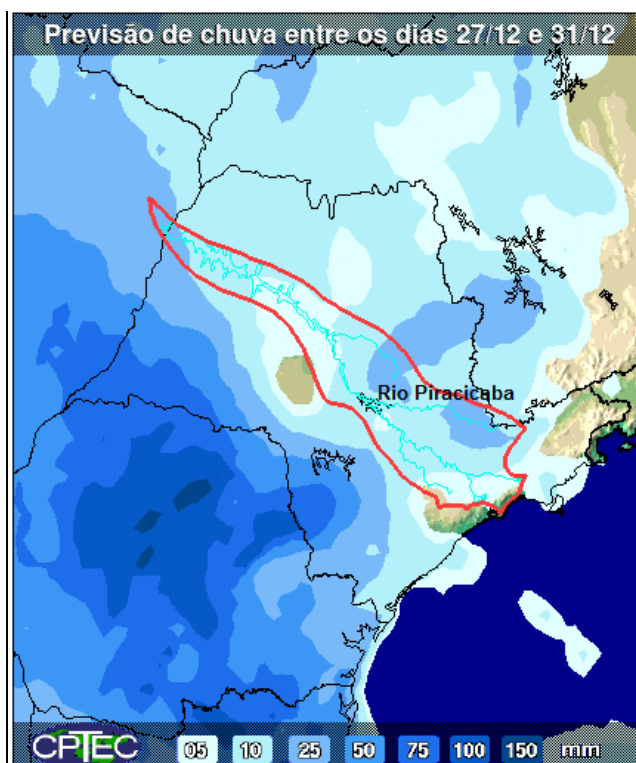 Previsão de chuva entre os dias 27/12 e 31/12
Rio Piracicaba
CPTEC 05 10 25 50 75 100 150 mm